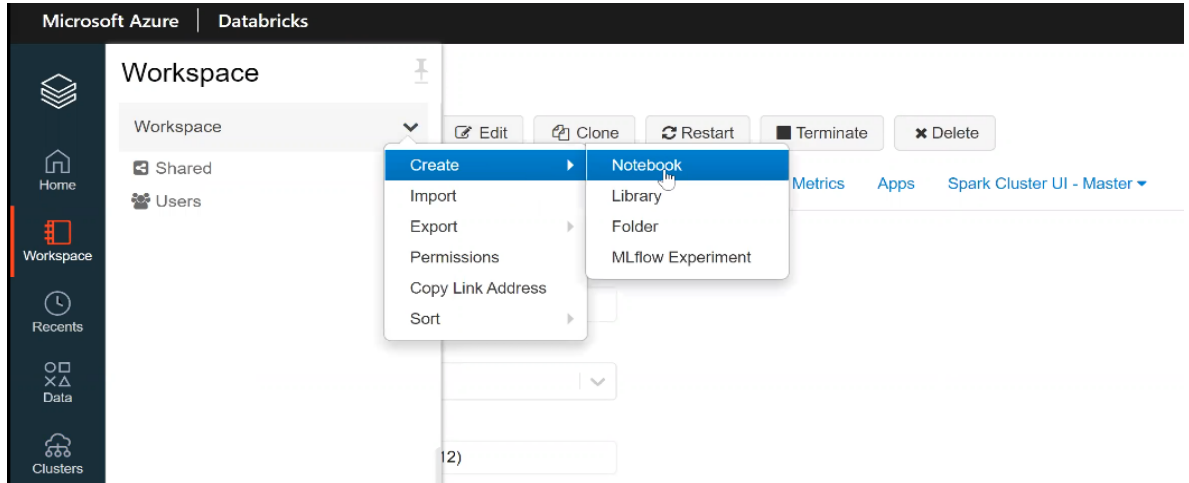 Microsoft Azure Databricks
Workspace
Workspace
Edit Clone Restart Terminate Delete
Shared
Users
Create
Import
Export
Permissions
Copy Link Address
Sort
Notebook
Library
Folder
MLflow Experiment
Metrics Apps Spark Cluster UI - Master
12)
Home
Workspace
Recents
Data
Clusters